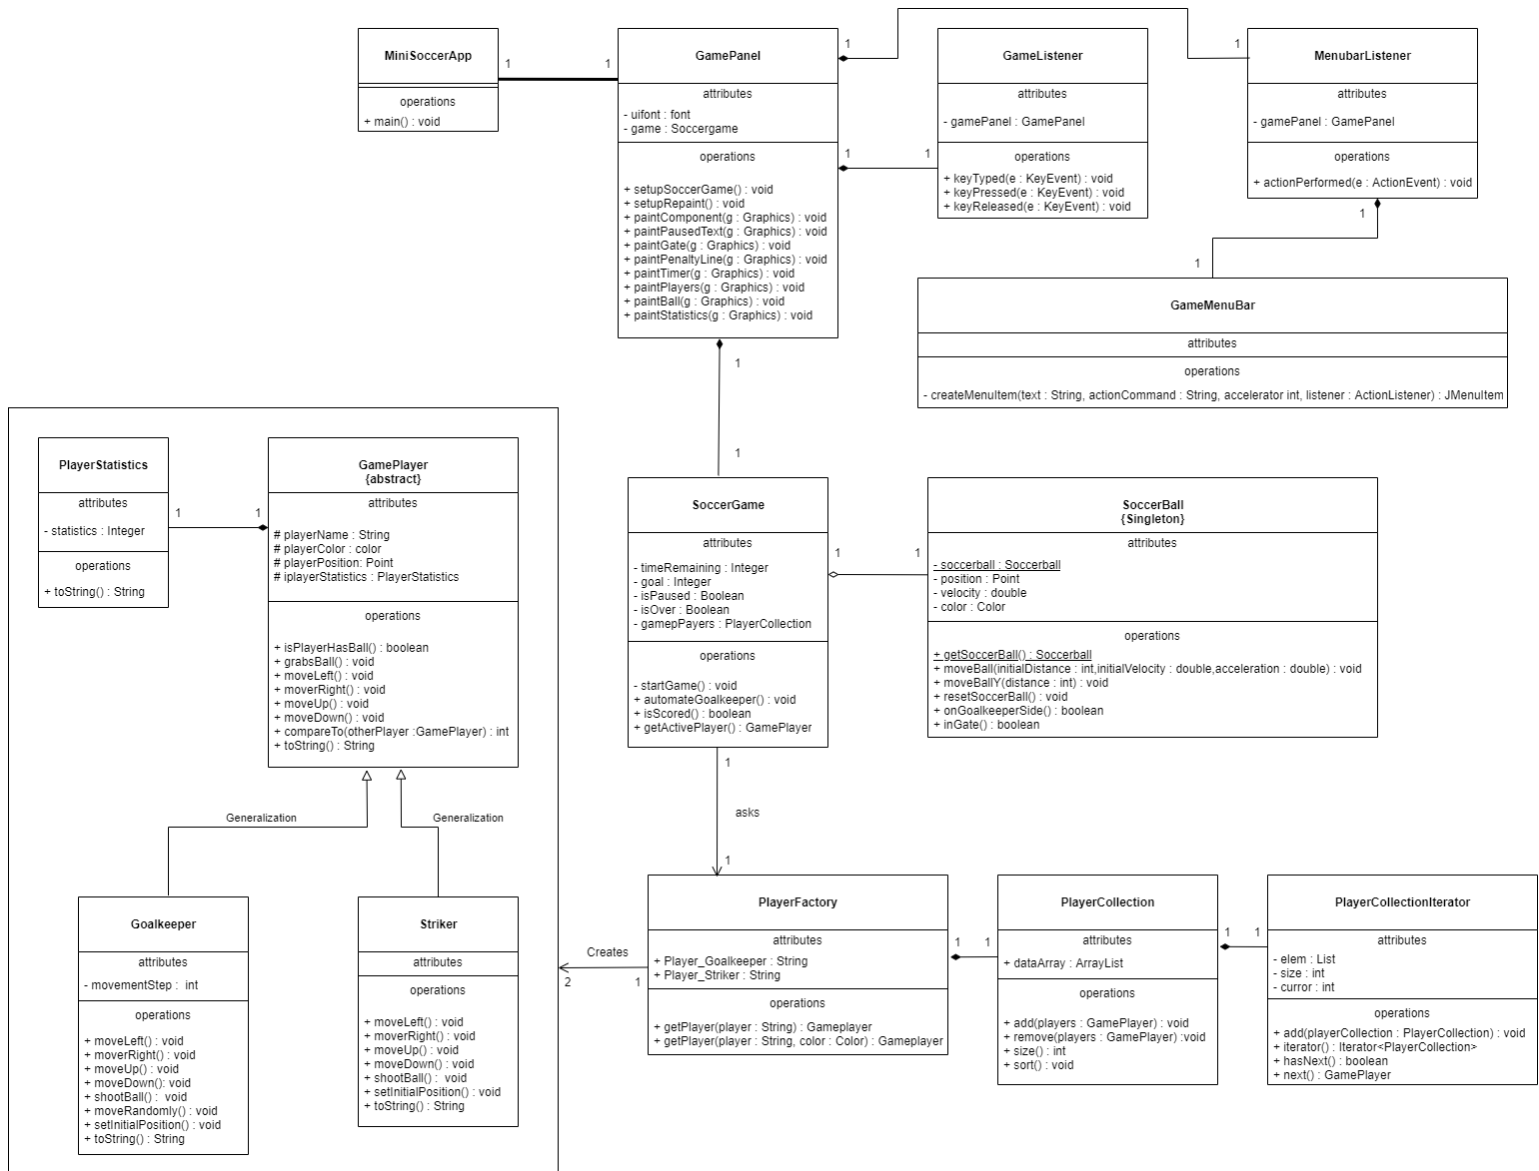 MiniSoccerApp
operations
+ main() : void
1
1
GamePanel
attributes
- uifont : font
- game : Soccergame
operations
+ setupSoccerGame() : void
+ setupRepaint() : void
+ paintComponent(g : Graphics) : void
+ paintPausedText(g : Graphics) : void
+ paintGate(g : Graphics) : void
+ paintPenaltyLine(g : Graphics) : void
+ paintTimer(g : Graphics) : void
+ paintPlayers(g : Graphics) : void
+ paintBall(g : Graphics) : void
+ paintStatistics(g : Graphics) : void
1
1
1
1
GameListener
attributes
- gamePanel : GamePanel
operations
+ keyTyped(e : KeyEvent) : void
+ keyPressed(e : KeyEvent) : void
+ keyReleased(e : KeyEvent) : void
MenubarListener
attributes
- gamePanel : GamePanel
operations
+ actionPerformed(e : ActionEvent) : void
1
1
GameMenuBar
attributes
operations
- createMenuItem(text : String, actionCommand : String, accelerator int, listener : ActionListener) : JMenuItem
1
1
PlayerStatistics
attributes
- statistics : Integer
operations
+ toString() : String
1
1
GamePlayer
{abstract}
attributes
# playerName : String
# playerColor : color
# playerPosition: Point
# iplayerStatistics : PlayerStatistics
operations
+ isPlayerHasBall() : boolean
+ grabsBall() : void
+ moveLeft() : void
+ moverRight() : void
+ moveUp() : void
+ moveDown() : void
+ compareTo(otherPlayer :GamePlayer) : int
+ toString() : String
SoccerGame
attributes
- timeRemaining : Integer
- goal : Integer
- isPaused : Boolean
- isOver : Boolean
- gamepPayers : PlayerCollection
operations
- startGame() : void
+ automateGoalkeeper() : void
+ isScored() : boolean
+ getActivePlayer() : GamePlayer
1
1
SoccerBall
{Singleton}
attributes
- soccerball : Soccerball
- position : Point
- velocity : double
- color : Color
operations
+ getSoccerBall() : Soccerball
+ moveBall(initialDistance : int,initialVelocity : double,acceleration : double) : void
+ moveBallY(distance : int) : void
+ resetSoccerBall() : void
+ onGoalkeeperSide() : boolean
+ inGate() : boolean
1
asks
1
Generalization
Generalization
Goalkeeper
attributes
- movementStep : int
operations
+ moveLeft() : void
+ moverRight() : void
+ moveUp() : void
+ moveDown(): void
+ shootBall() : void
+ moveRandomly() : void
+ setInitialPosition() : void
+ toString() : String
Striker
attributes
operations
+ moveLeft() : void
+ moverRight() : void
+ moveUp() : void
+ moveDown() : void
+ shootBall() : void
+ setInitialPosition() : void
+ toString() : String
Creates
2
1
PlayerFactory
attributes
+ Player_Goalkeeper : String
+ Player_Striker : String
operations
+ getPlayer(player : String) : Gameplayer
+ getPlayer(player : String, color : Color) : Gameplayer
1
1
PlayerCollection
attributes
+ dataArray : ArrayList
operations
+ add(players : GamePlayer) : void
+ remove(players : GamePlayer) :void
+ size() : int
+ sort() : void
1
1
PlayerCollectionIterator
attributes
- elem : List
- size : int
- curror : int
operations
+ add(playerCollection : PlayerCollection) : void
+ iterator() : Iterator<PlayerCollection>
+ hasNext() : boolean
+ next() : GamePlayer